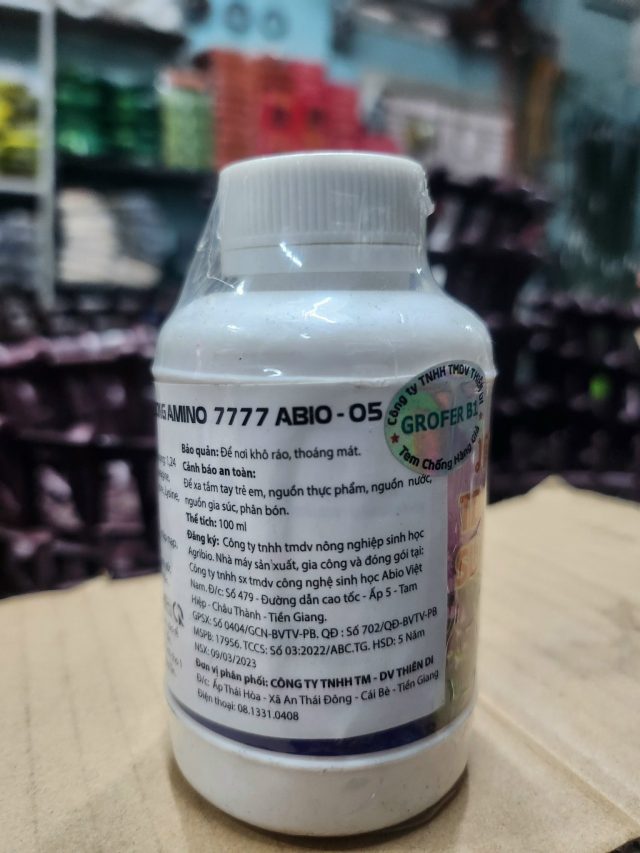 AMINO 7777 ABIO - 05
Bảo quản: Để nơi khô ráo, thoáng mát.
Cảnh báo an toàn:
Để xa tầm tay trẻ em, nguồn thực phẩm, nguồn nước,
nguồn gia súc, phân bón.
Thể tích: 100 ml
Đăng ký: Công ty tnhh tmdv nông nghiệp sinh học
Agribio. Nhà máy sản xuất, gia công và đóng gói tại:
Công ty tnhh sx tmdv công nghệ sinh học Abio Việt
Nam. Đ/c: Số 479 - Đường dẫn cao tốc - Ấp 5 - Tam
Hiệp - Châu Thành - Tiền Giang.
GPSX: Số 0404/GCN-BVTV-PB. QĐ : Số 702/QĐ-BVTV-PB
MSPB: 17956. TCCS: Số 03:2022/ABC.TG. HSD: 5 Năm
NSX: 09/03/2023
Đơn vị phân phối: CÔNG TY TNHH TM - DV THIÊN DI
Đ/c: Ấp Thái Hòa - Xã An Thái Đông - Cái Bè - Tiền Giang
Điện thoại: 08.1331.0408
Công ty TNHH TMDV
GROFER B1
Tem Chống Hàng Giả